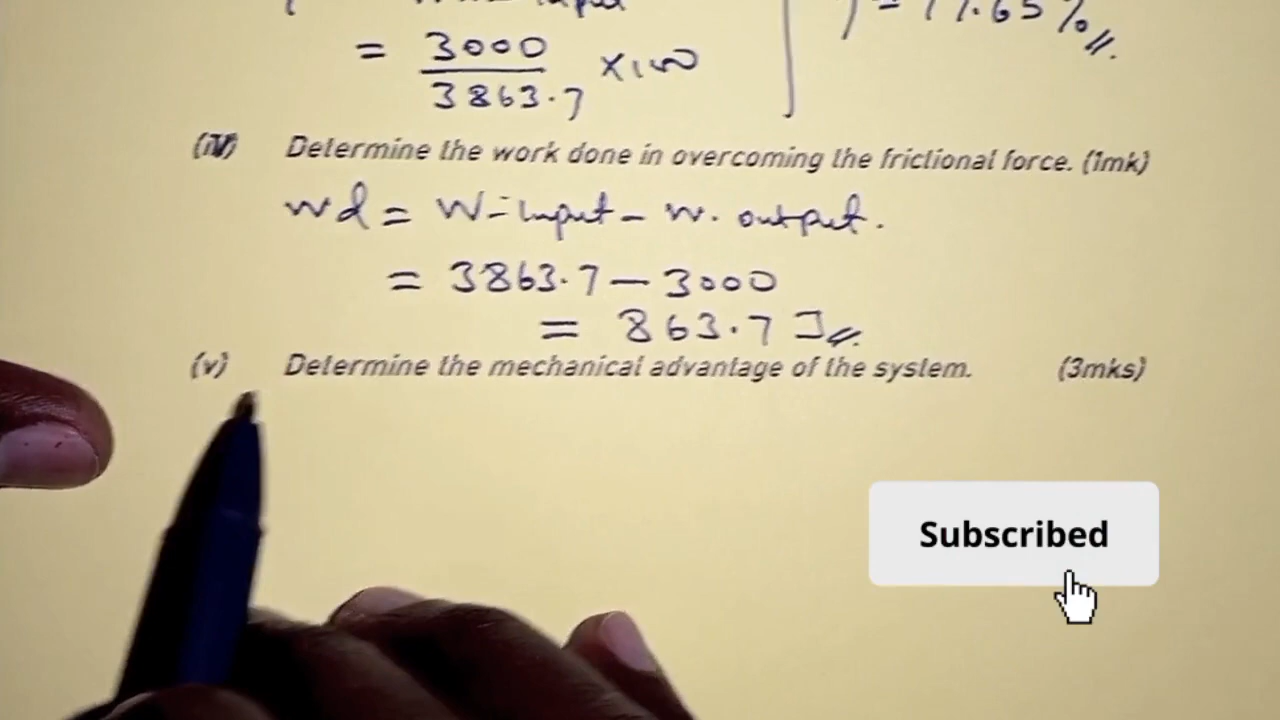 = 3000 / 3863.7 ×100
= 77.65%
(iv) Determine the work done in overcoming the frictional force. (1mk)
wd = W-input - w. output.
= 3863.7 - 3000
= 863.7 J
(v) Determine the mechanical advantage of the system. (3mks)
Subscribed